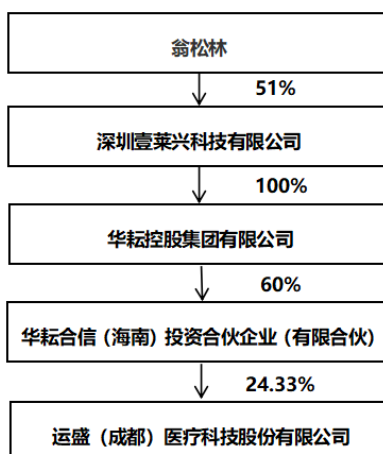 翁松林
51%
深圳壹莱兴科技有限公司
100%
华耘控股集团有限公司
60%
华耘合信（海南）投资合伙企业（有限合伙）
24.33%
运盛（成都）医疗科技股份有限公司